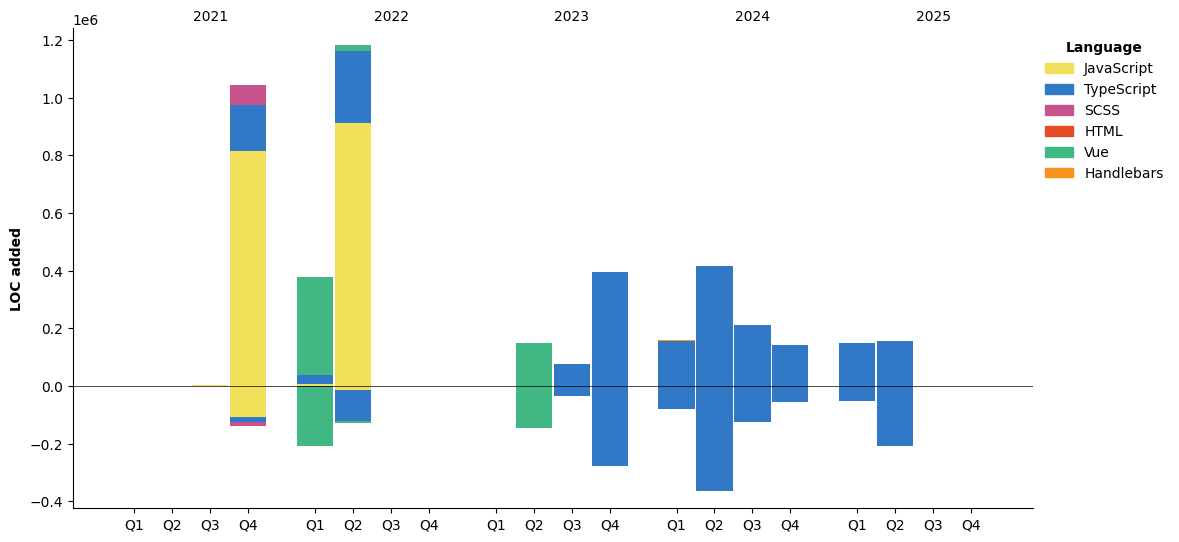 2021 2022 2023 2024 2025
1e6
1.2
1.0
0.8
0.6
0.4
0.2
0.0
−0.2
−0.4
LOC added
Q1 Q2 Q3 Q4 Q1 Q2 Q3 Q4 Q1 Q2 Q3 Q4 Q1 Q2 Q3 Q4 Q1 Q2 Q3 Q4
Language
JavaScript
TypeScript
SCSS
HTML
Vue
Handlebars